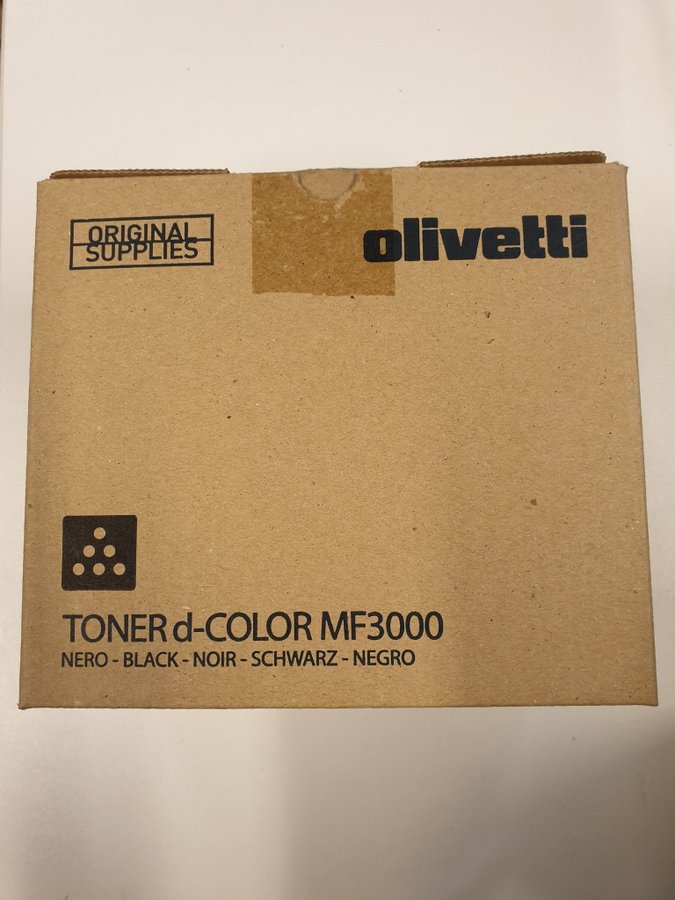 ORIGINAL
SUPPLIES
olivetti
TONER d-COLOR MF3000
NERO - BLACK - NOIR - SCHWARZ - NEGRO